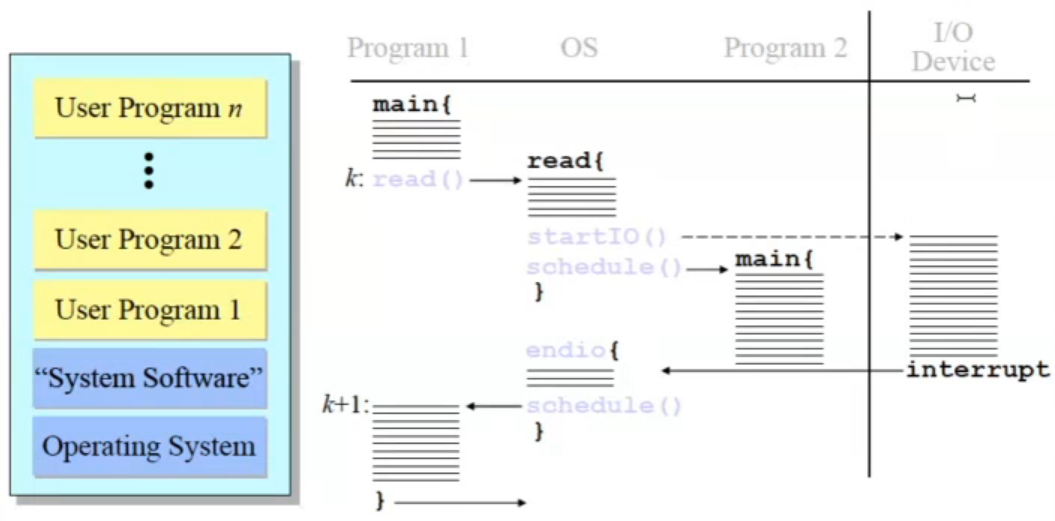 User Program n
User Program 2
User Program 1
“System Software”
Operating System
Program 1 OS Program 2 I/O Device
main{
k: read() read{
startIO()
schedule() main{
}
endio{
interrupt
k+1: schedule()
}
}